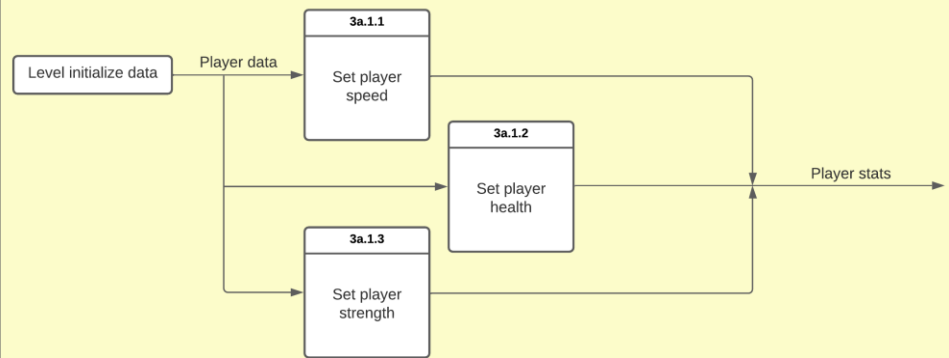 Level initialize data
Player data
3a.1.1
Set player
speed
3a.1.2
Set player
health
3a.1.3
Set player
strength
Player stats